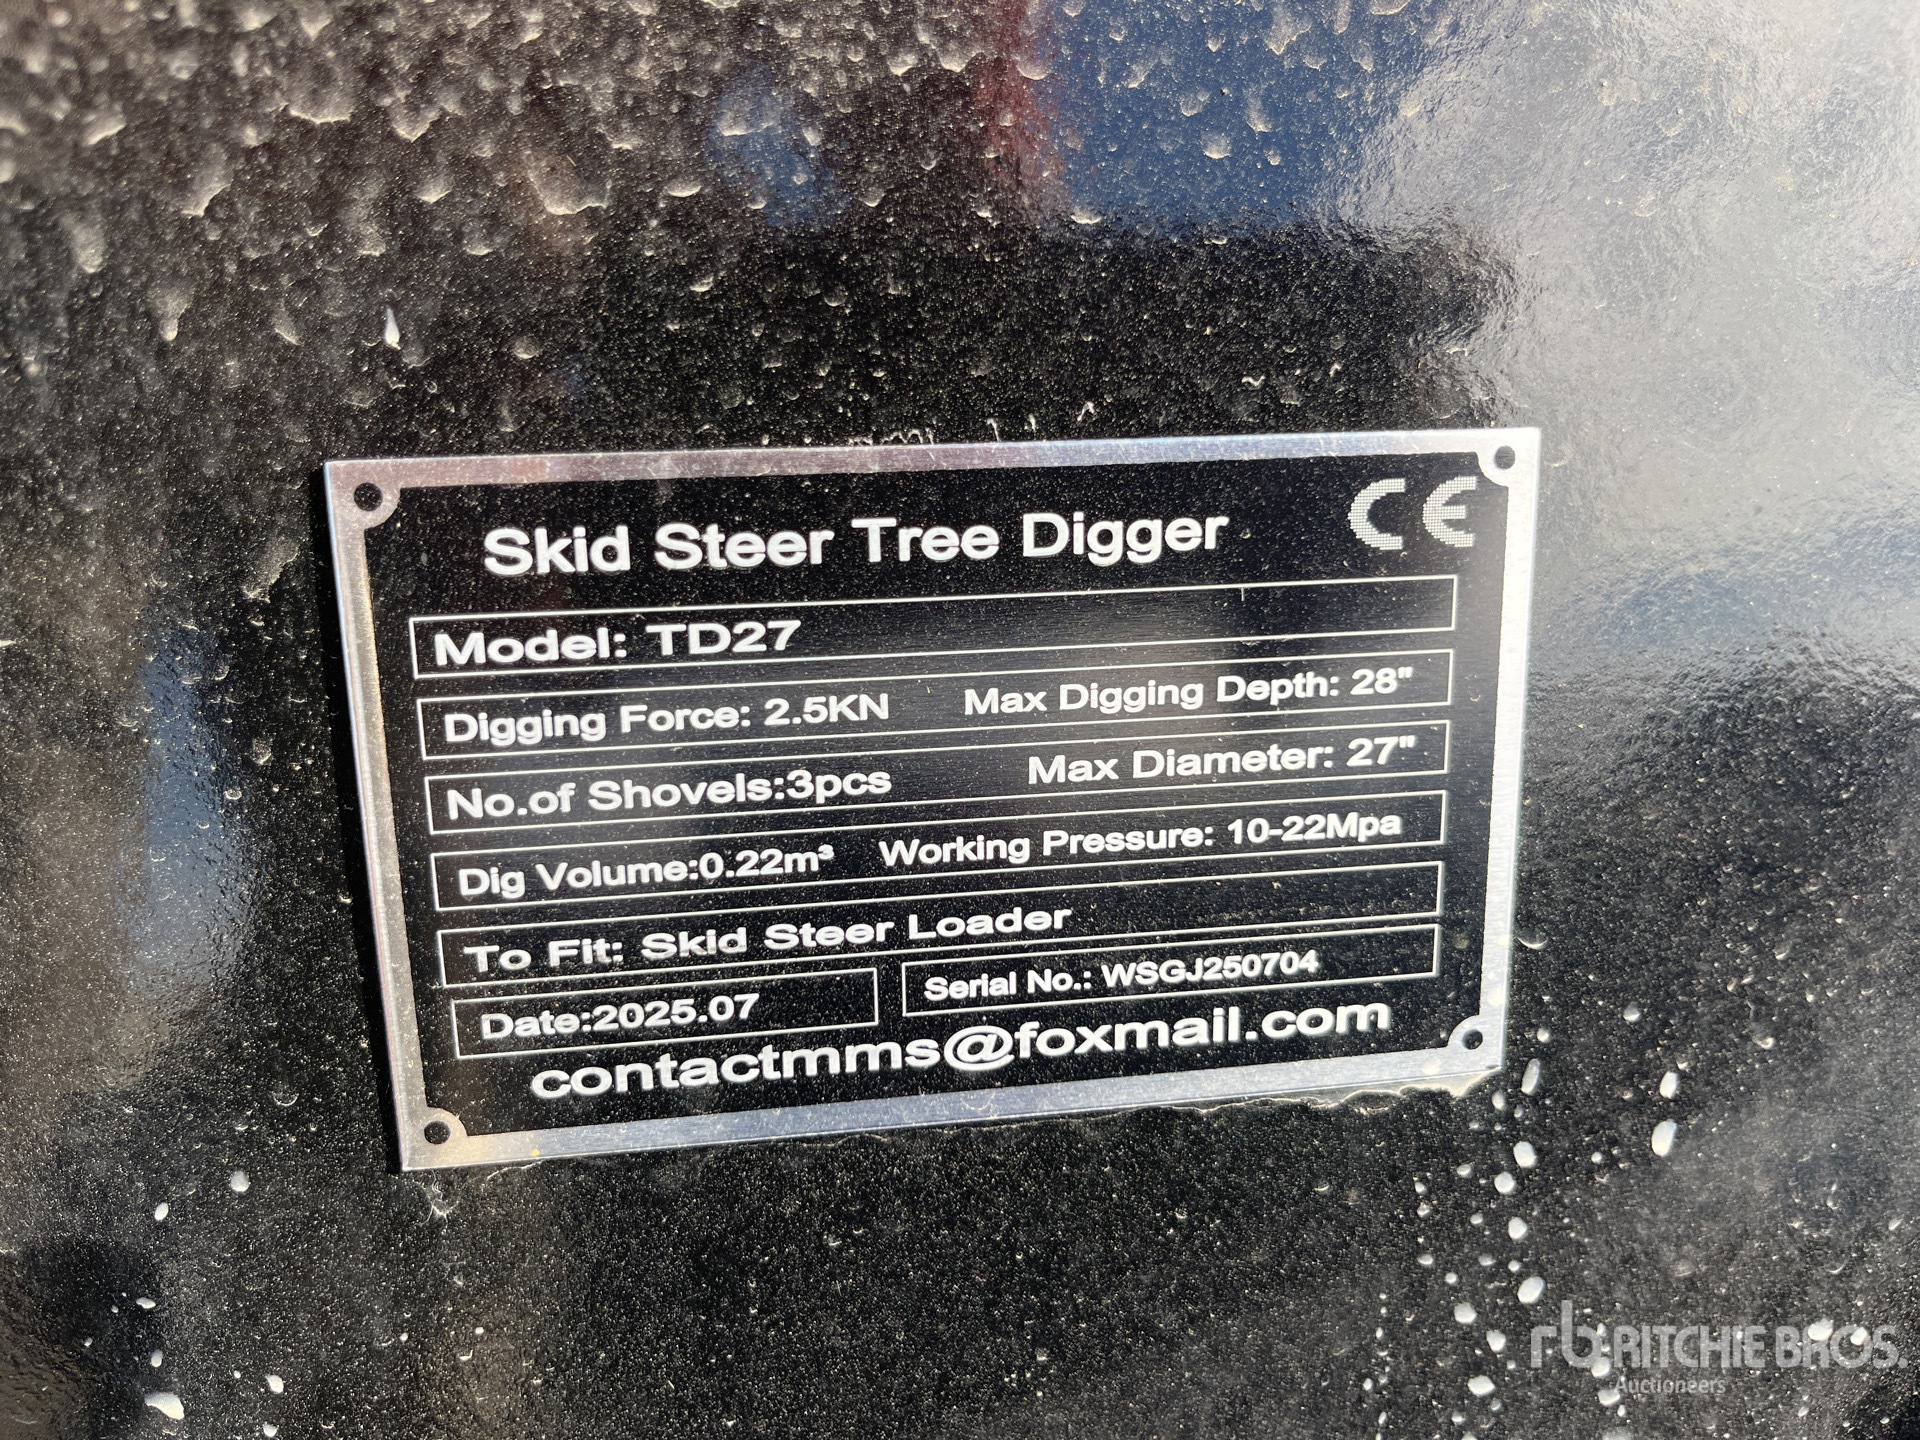 Skid Steer Tree Digger CE
Model: TD27
Digging Force: 2.5KN Max Digging Depth: 28"
No.of Shovels:3pcs Max Diameter: 27"
Dig Volume:0.22m³ Working Pressure: 10-22Mpa
To Fit: Skid Steer Loader
Date:2025.07 Serial No.: WSGJ250704
contactmms@foxmail.com
rb RITCHIE BROS.
Auctioneers